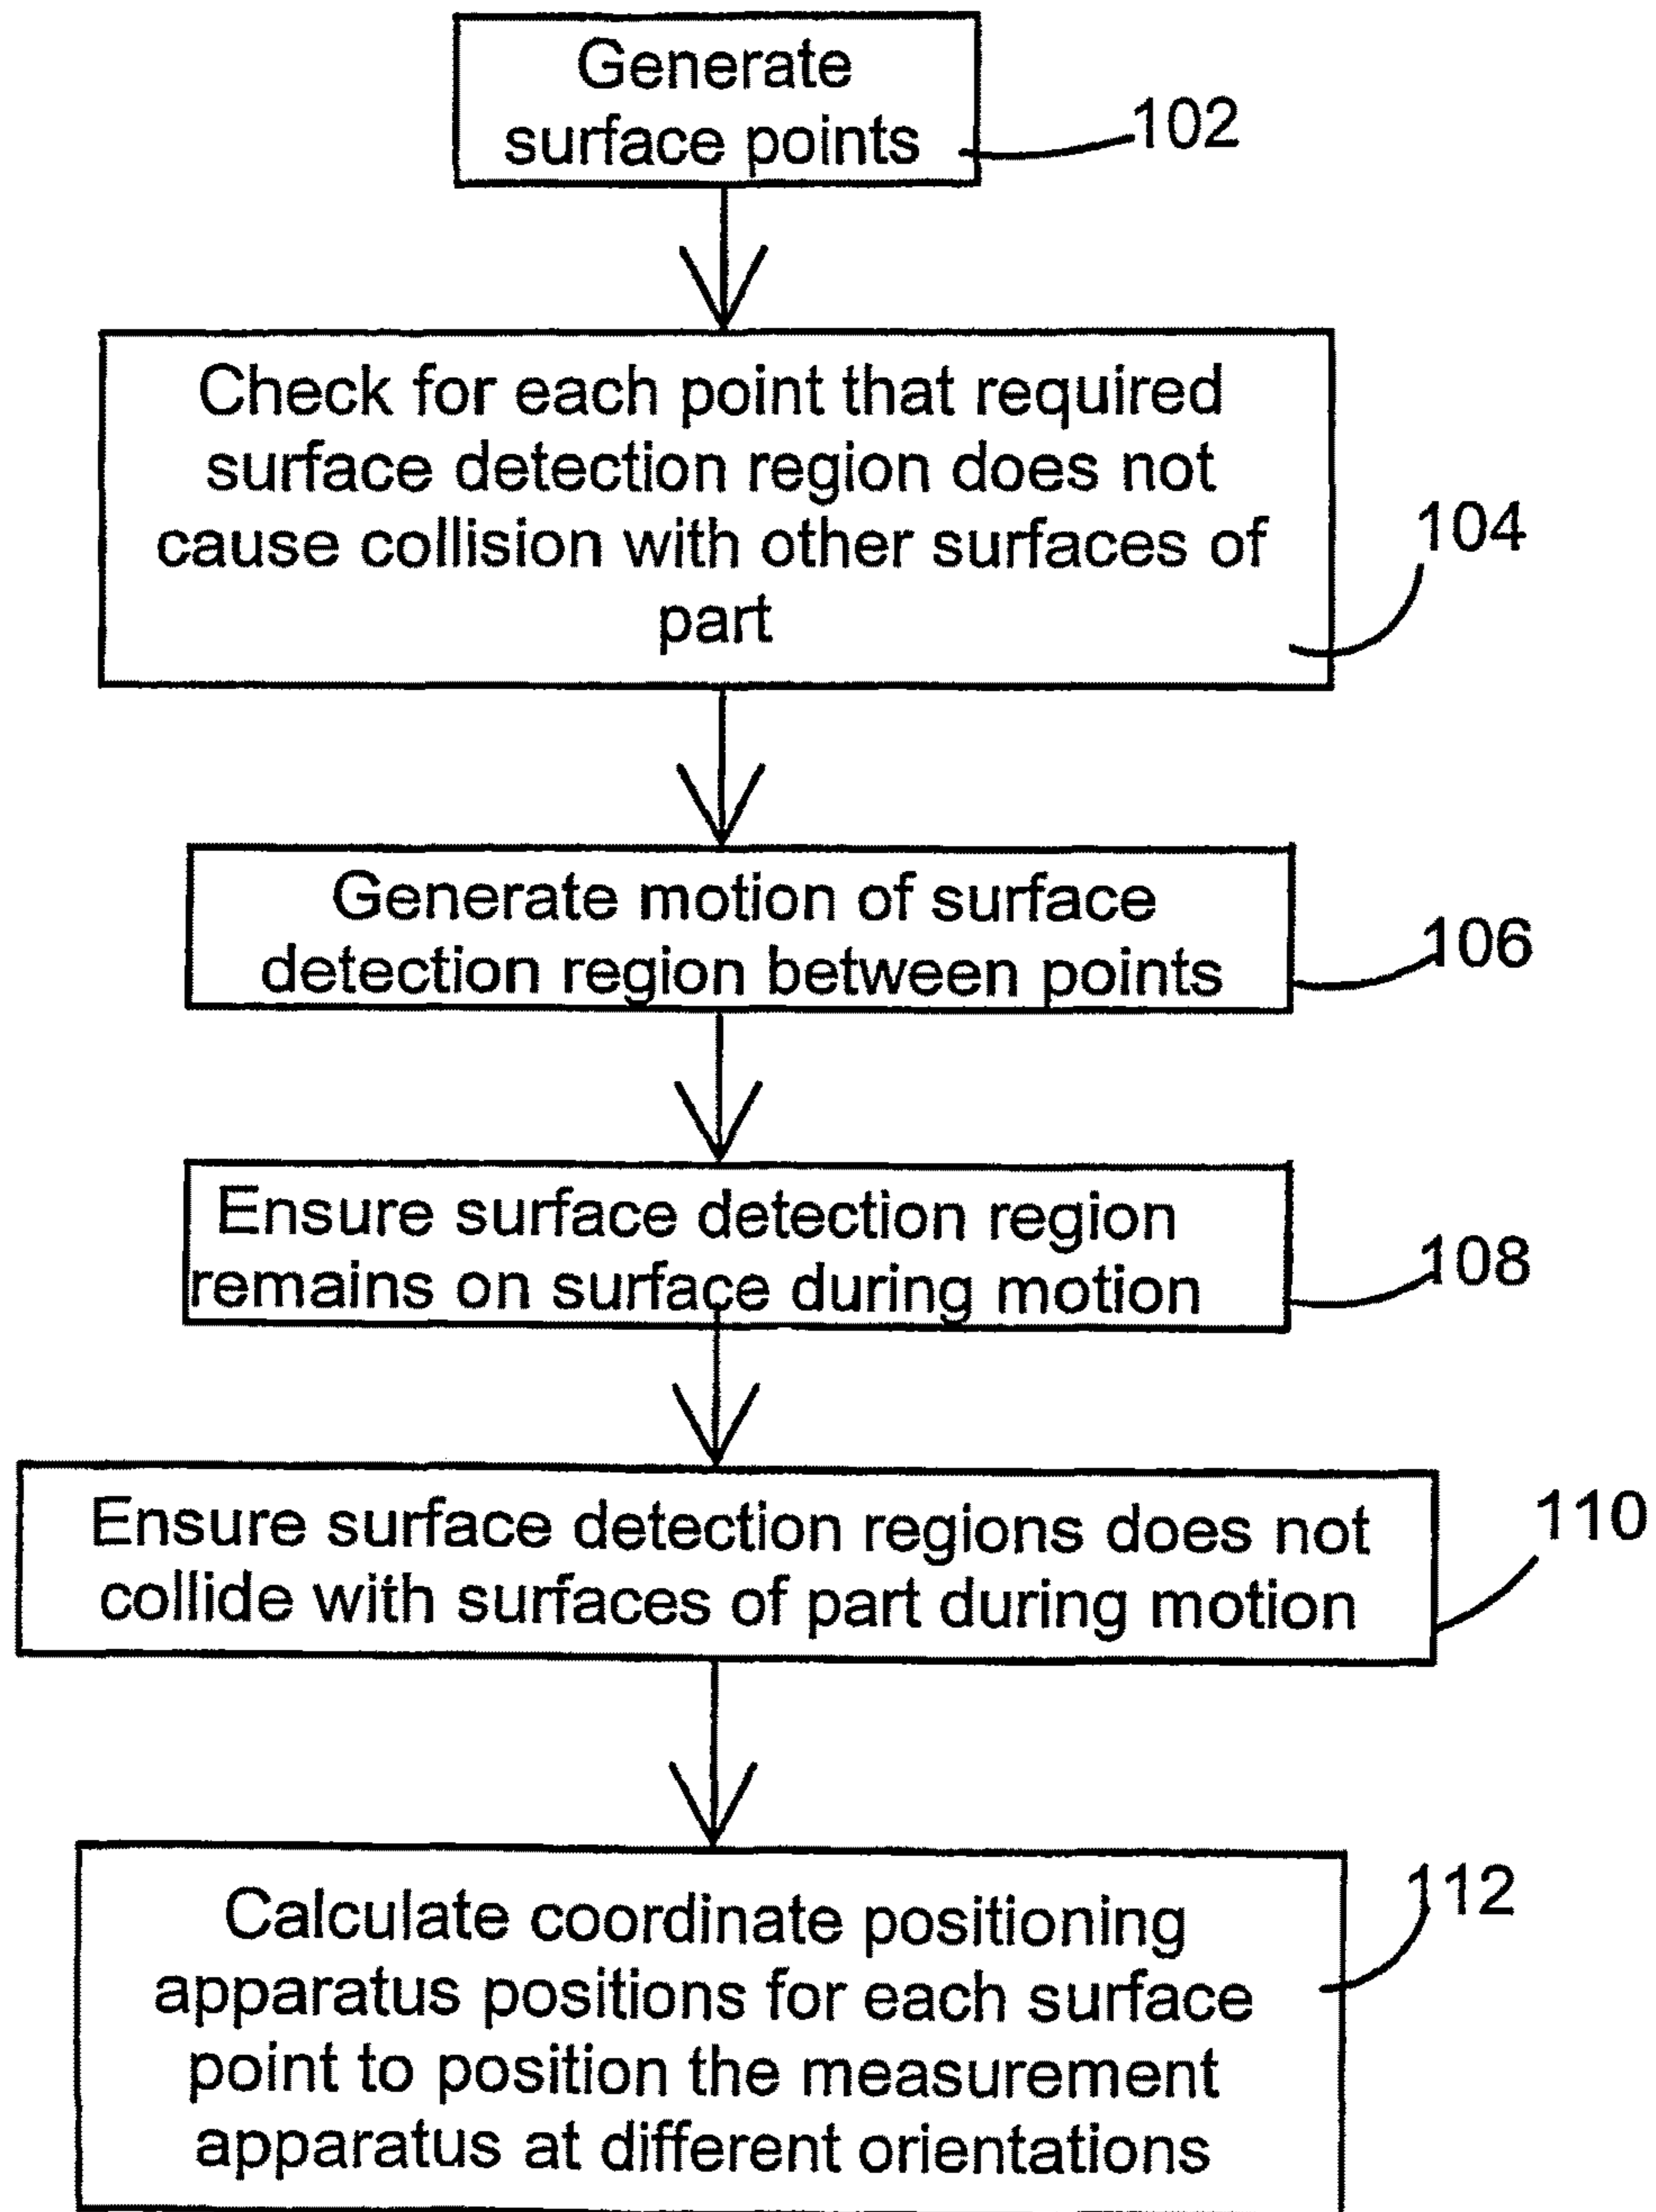 Generate
surface points
102
Check for each point that required
surface detection region does not
cause collision with other surfaces of
part
104
Generate motion of surface
detection region between points
106
Ensure surface detection region
remains on surface during motion
108
Ensure surface detection regions does not
collide with surfaces of part during motion
110
Calculate coordinate positioning
apparatus positions for each surface
point to position the measurement
apparatus at different orientations
112